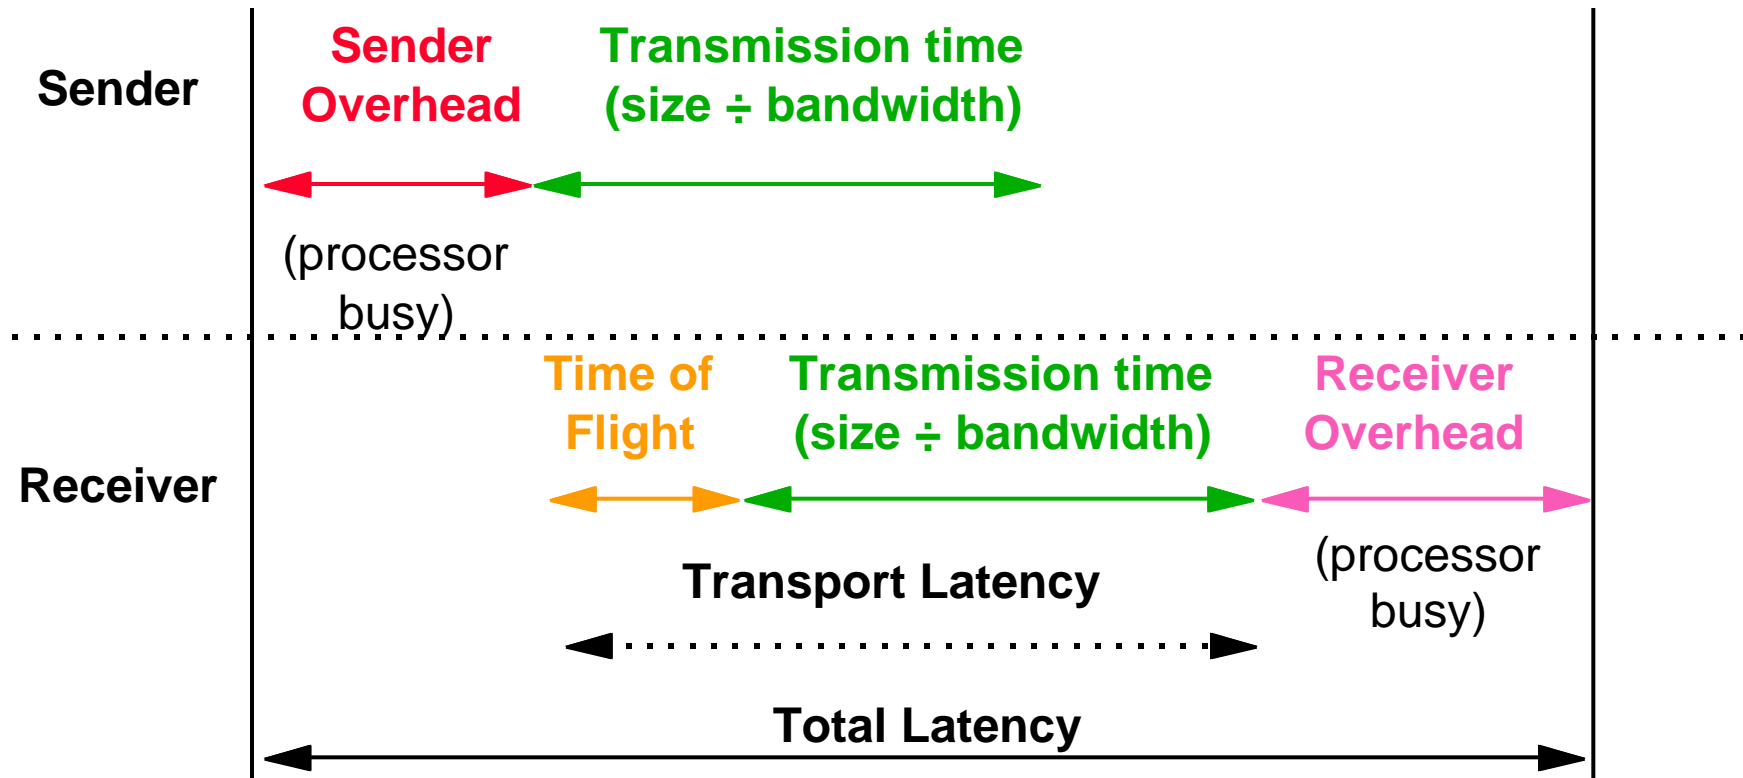 Sender
Sender
Overhead
Transmission time
(size ÷ bandwidth)
(processor
busy)
Receiver
Time of
Flight
Transmission time
(size ÷ bandwidth)
Receiver
Overhead
(processor
busy)
Transport Latency
Total Latency